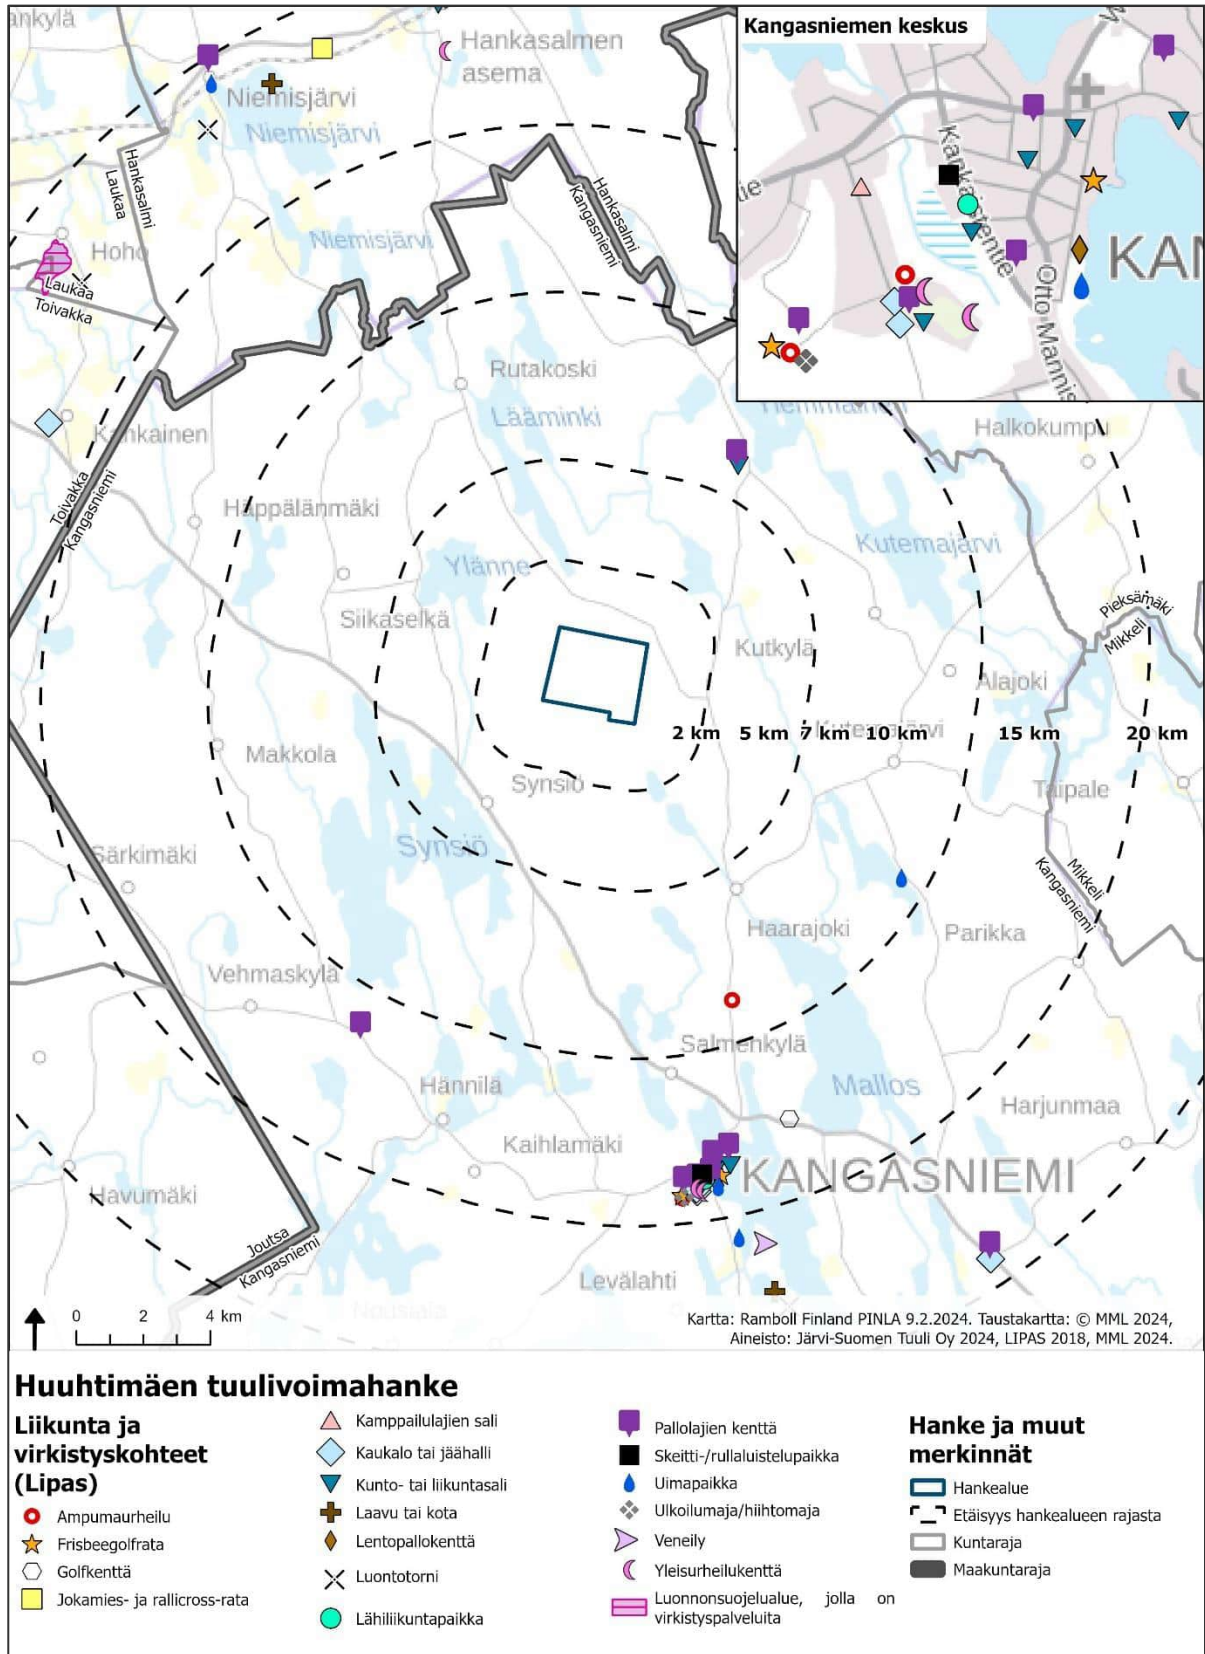 ankylä
Hankasalmen
asema
Niemisjärvi
Niemisjärvi
Hankasalmi
Laukaa
Hankasalmi
Kangasniemi
Niemisjärvi
Hoho
Laukaa
Toivakka
Kangasniemen keskus
Kankaistentie
Otto Mannis
KAN
tie
Rutakoski
Lääminki
Kankainen
Halkokumpu
Toivakka
Kangasniemi
Häppälänmäki
Ylänne
Kutemajärvi
Siikaselkä
Kutkylä
Pieksämäki
Mikkeli
Alajoki
Kutemajärvi
2 km 5 km 7 km 10 km 15 km 20 km
Makkola
Synsiö
Taipale
Synsiö
Särkimäki
Mikkeli
Kangasniemi
Haarajoki
Parikka
Vehmaskylä
Salmenkylä
Hännilä
Mallos
Harjunmaa
Kaihlamäki
KANGASNIEMI
Havumäki
Joutsa
Kangasniemi
Levälahti
0 2 4 km
Kartta: Ramboll Finland PINLA 9.2.2024. Taustakartta: © MML 2024,
Aineisto: Järvi-Suomen Tuuli Oy 2024, LIPAS 2018, MML 2024.
Huuhtimäen tuulivoimahanke
Liikunta ja
virkistyskohteet
(Lipas)
Ampumaurheilu
Frisbeegolfrata
Golfkenttä
Jokamies- ja rallicross-rata
Kamppailulajien sali
Kaukalo tai jäähalli
Kunto- tai liikuntasali
Laavu tai kota
Lentopallokenttä
Luontotorni
Lähiliikuntapaikka
Pallolajien kenttä
Skeitti-/rullaluistelupaikka
Uimapaikka
Ulkoilumaja/hiihtomaja
Veneily
Yleisurheilukenttä
Luonnonsuojelualue, jolla on
virkistyspalveluita
Hanke ja muut
merkinnät
Hankealue
Etäisyys hankealueen rajasta
Kuntaraja
Maakuntaraja